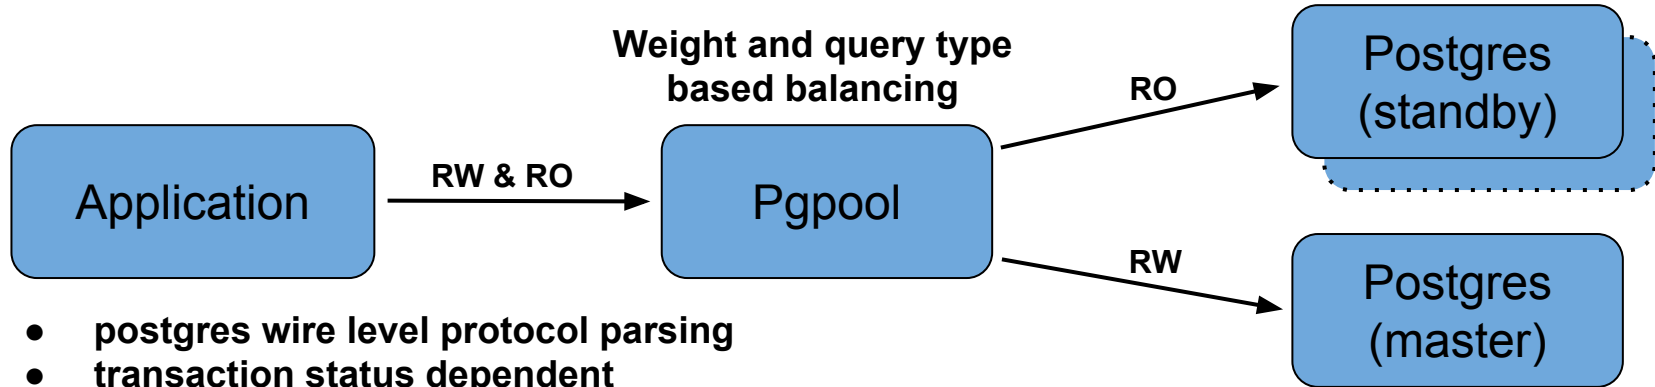 Weight and query type
based balancing
Application
RW & RO
Pgpool
RO
RW
Postgres
(standby)
Postgres
(master)
● postgres wire level protocol parsing
● transaction status dependent